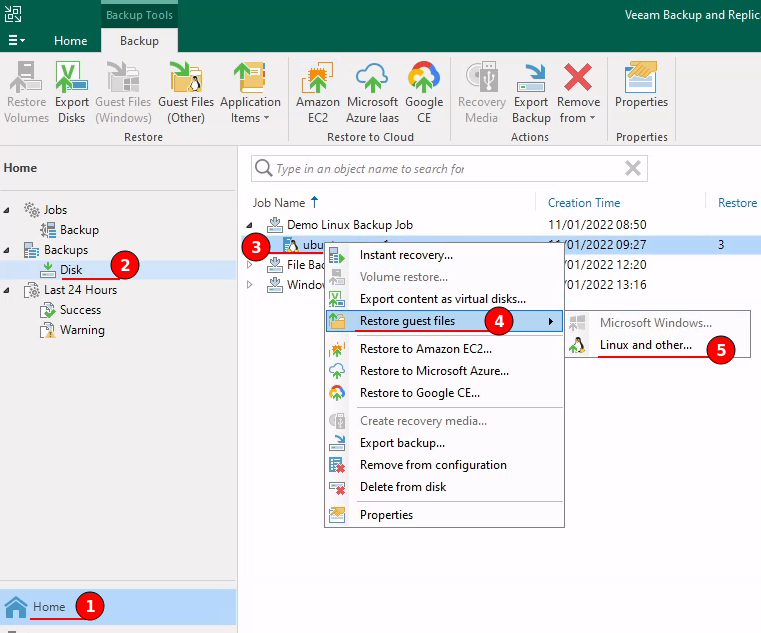 Backup Tools
Veeam Backup and Replic
Home
Backup
Restore Volumes
Export Disks
Guest Files (Windows)
Guest Files (Other)
Application Items
Amazon EC2
Microsoft Azure Iaas
Google CE
Recovery Media
Export Backup
Remove from
Properties
Restore
Restore to Cloud
Actions
Properties
Home
Type in an object name to search for
Job Name
Creation Time
Restore
Jobs
Backup
Backups
Disk
2
Last 24 Hours
Success
Warning
Demo Linux Backup Job
11/01/2022 08:50
3
ubu
11/01/2022 09:27
3
File Bac
11/01/2022 12:20
Window
11/01/2022 13:16
Instant recovery...
Volume restore...
Export content as virtual disks...
Restore guest files
4
Microsoft Windows...
Linux and other...
5
Restore to Amazon EC2...
Restore to Microsoft Azure...
Restore to Google CE...
Create recovery media...
Export backup...
Remove from configuration
Delete from disk
Properties
Home
1